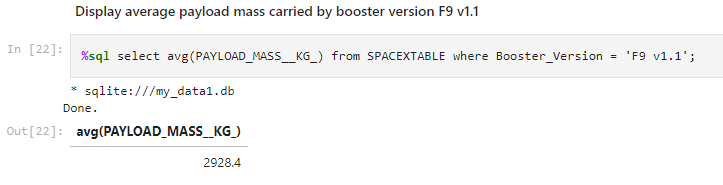 Display average payload mass carried by booster version F9 v1.1
In [22]: %sql select avg(PAYLOAD_MASS__KG_) from SPACEXTABLE where Booster_Version = 'F9 v1.1';
* sqlite:///my_data1.db
Done.
Out[22]: avg(PAYLOAD_MASS__KG_)
2928.4